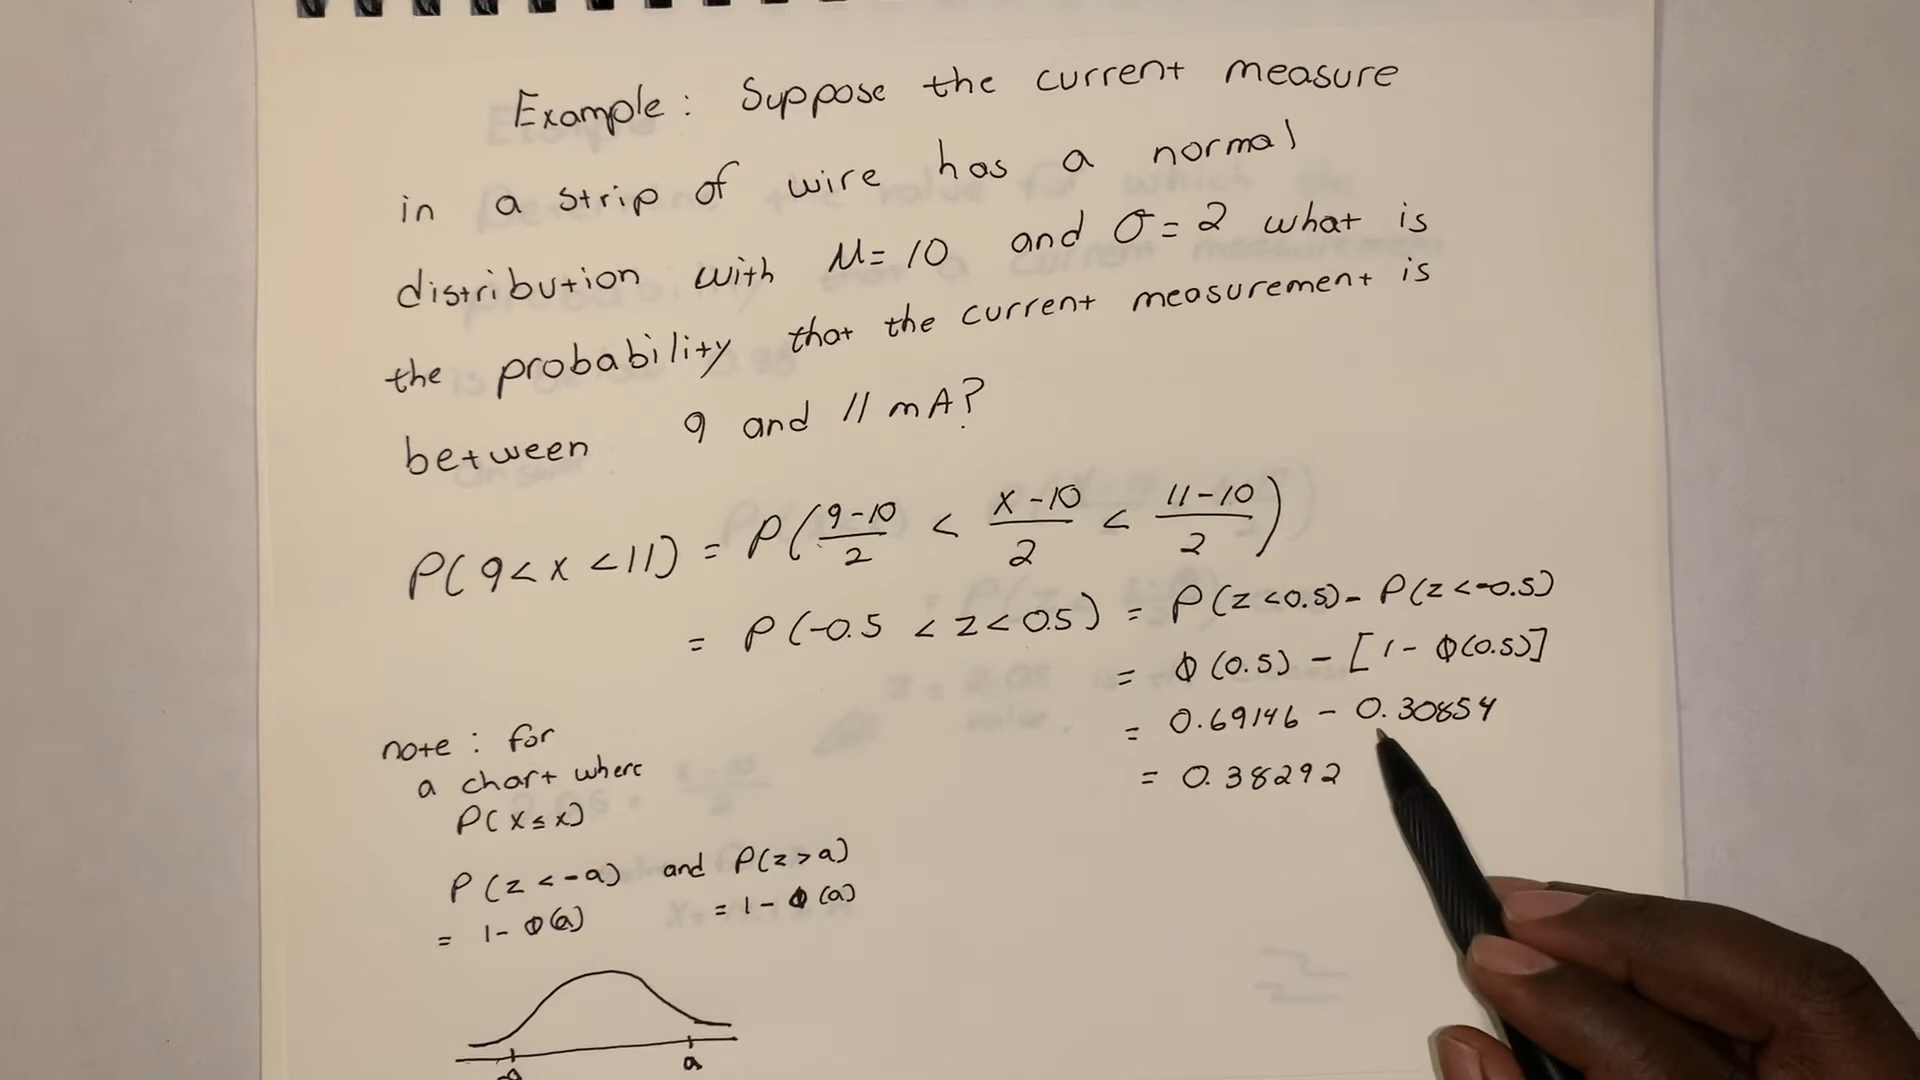 Example: Suppose the current measure
in a strip of wire has a normal
distribution with M=10 and σ=2 what is
the probability that the current measurement is
between 9 and 11 mA?
P(9<x<11) = P(9-10/2 < x-10/2 < 11-10/2)
= P(-0.5 < z < 0.5) = P(z<0.5) - P(z<-0.5)
= Φ(0.5) - [1- Φ(0.5)]
= 0.69146 - 0.30854
= 0.38292
note: for
a chart where
P(X≤x)
P(z<-a) and P(z>a)
= 1-Φ(a) = 1-Φ(a)
-a a